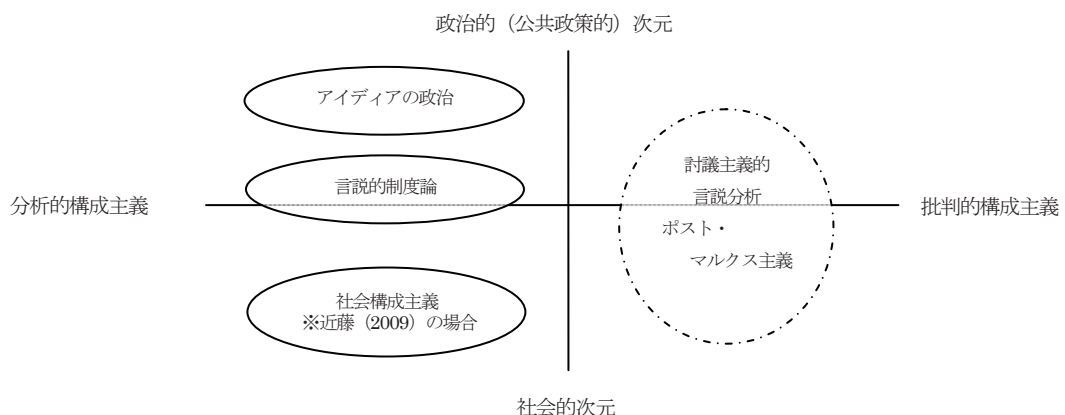 政治的（公共政策的）次元
アイディアの政治
言説的制度論
分析的構成主義
社会構成主義
※近藤（2009）の場合
討議主義的
言説分析
ポスト・
マルクス主義
批判的構成主義
社会的次元